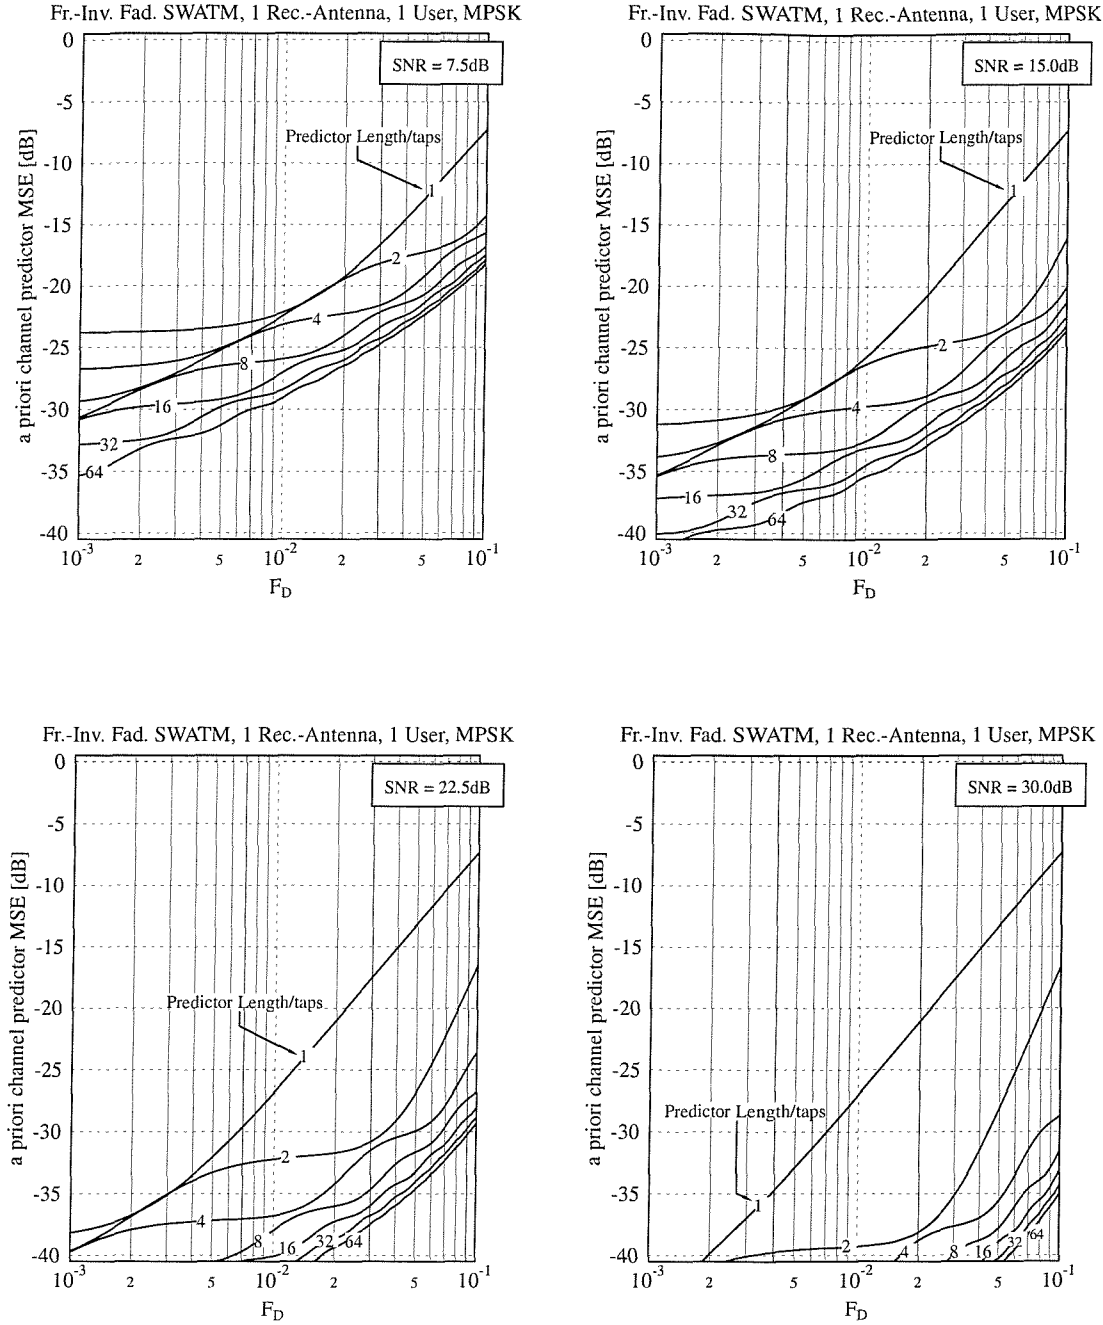 Fr.-Inv. Fad. SWATM, 1 Rec.-Antenna, 1 User, MPSK
SNR = 7.5dB
a priori channel predictor MSE [dB]
0
-5
-10
-15
-20
-25
-30
-35
-40
Predictor Length/taps
1
2
4
8
16
32
64
10-3 2 5 10-2 2 5 10-1
FD
Fr.-Inv. Fad. SWATM, 1 Rec.-Antenna, 1 User, MPSK
SNR = 15.0dB
a priori channel predictor MSE [dB]
0
-5
-10
-15
-20
-25
-30
-35
-40
Predictor Length/taps
1
2
4
8
16
32
64
10-3 2 5 10-2 2 5 10-1
FD
Fr.-Inv. Fad. SWATM, 1 Rec.-Antenna, 1 User, MPSK
SNR = 22.5dB
a priori channel predictor MSE [dB]
0
-5
-10
-15
-20
-25
-30
-35
-40
Predictor Length/taps
1
2
4
8
16
32
64
10-3 2 5 10-2 2 5 10-1
FD
Fr.-Inv. Fad. SWATM, 1 Rec.-Antenna, 1 User, MPSK
SNR = 30.0dB
a priori channel predictor MSE [dB]
0
-5
-10
-15
-20
-25
-30
-35
-40
Predictor Length/taps
1
2
4
8
16
32
64
10-3 2 5 10-2 2 5 10-1
FD